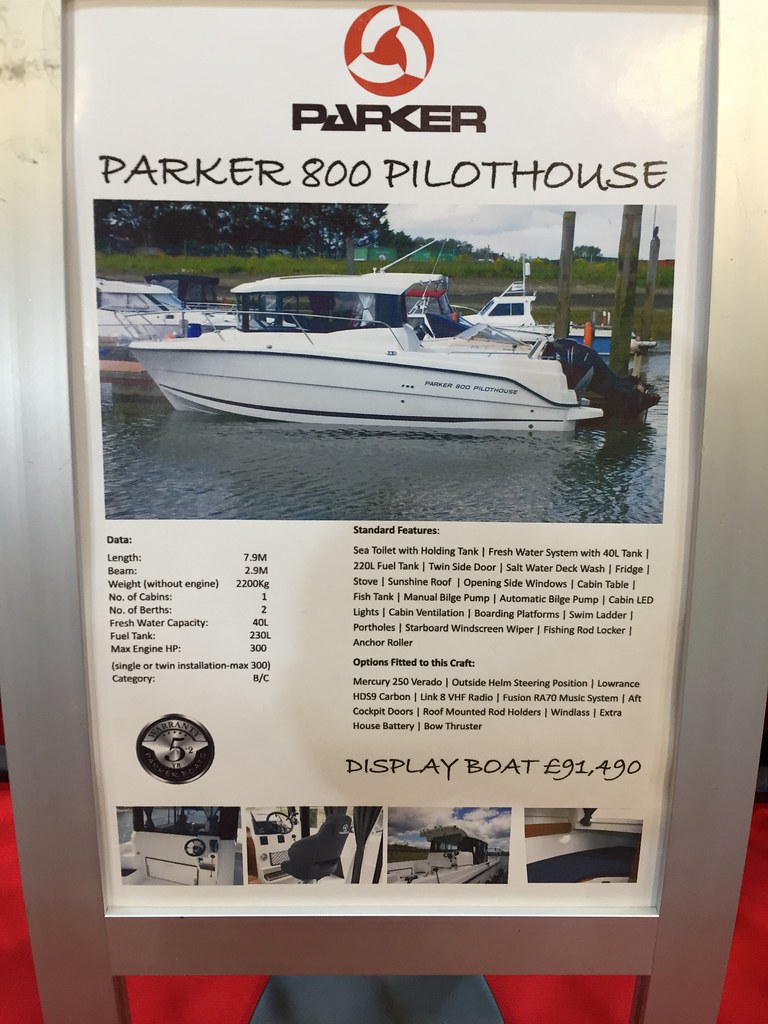 PARKER
PARKER 800 PILOTHOUSE
PARKER 800 PILOTHOUSE
Data:
Length: 7.9M
Beam: 2.9M
Weight (without engine) 2200Kg
No. of Cabins: 1
No. of Berths: 2
Fresh Water Capacity: 40L
Fuel Tank: 230L
Max Engine HP: 300
(single or twin installation-max 300)
Category: B/C
Standard Features:
Sea Toilet with Holding Tank | Fresh Water System with 40L Tank |
220L Fuel Tank | Twin Side Door | Salt Water Deck Wash | Fridge |
Stove | Sunshine Roof | Opening Side Windows | Cabin Table |
Fish Tank | Manual Bilge Pump | Automatic Bilge Pump | Cabin LED
Lights | Cabin Ventilation | Boarding Platforms | Swim Ladder |
Portholes | Starboard Windscreen Wiper | Fishing Rod Locker |
Anchor Roller
Options Fitted to this Craft:
Mercury 250 Verado | Outside Helm Steering Position | Lowrance
HDS9 Carbon | Link 8 VHF Radio | Fusion RA70 Music System | Aft
Cockpit Doors | Roof Mounted Rod Holders | Windlass | Extra
House Battery | Bow Thruster
WARRANTY
5+2
YR
PARKER BOATS
DISPLAY BOAT £91,490